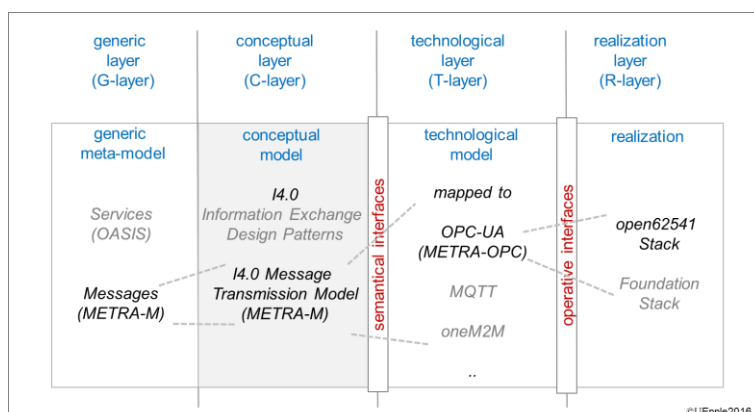 generic
layer
(G-layer)
conceptual
layer
(C-layer)
technological
layer
(T-layer)
realization
layer
(R-layer)
generic
meta-model
Services
(OASIS)
Messages
(METRA-M)
conceptual
model
I4.0
Information Exchange
Design Patterns
I4.0 Message
Transmission Model
(METRA-M)
semantical interfaces
technological
model
mapped to
OPC-UA
(METRA-OPC)
MQTT
oneM2M
..
operative interfaces
realization
open62541
Stack
Foundation
Stack
©UEpple2016